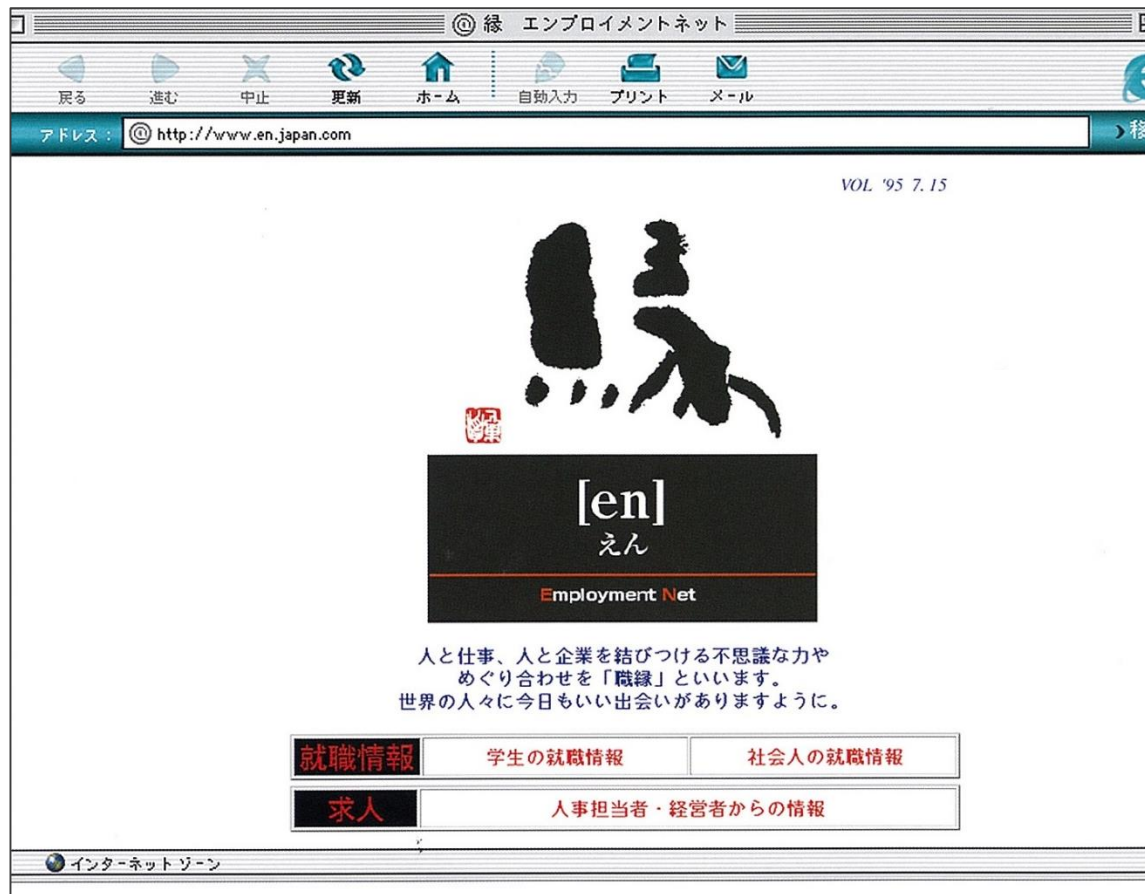 @ 縁 エンプロイメントネット
戻る 進む 中止 更新 ホーム 自動入力 プリント メール
アドレス： @ http://www.en.japan.com
VOL '95 7. 15
縁
[en]
えん
Employment Net
人と仕事、人と企業を結びつける不思議な力や
めぐり合わせを「職縁」といいます。
世界の人々に今日もいい出会いがありますように。
就職情報 学生の就職情報 社会人の就職情報
求人 人事担当者・経営者からの情報
インターネット ゾーン